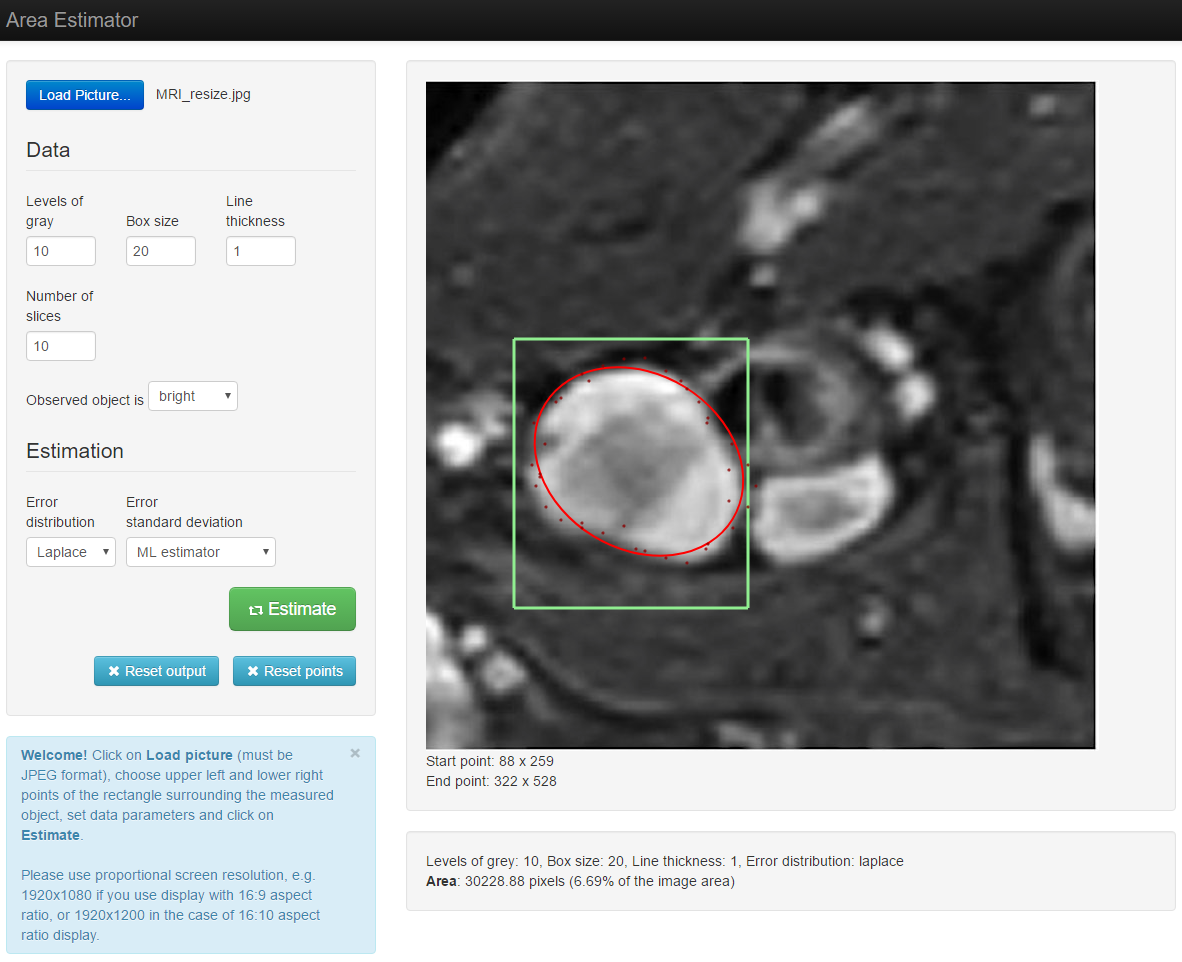 Area Estimator
Load Picture...
MRI_resize.jpg
Data
Levels of
gray
Box size
Line
thickness
10
20
1
Number of
slices
10
Observed object is
bright
Estimation
Error
distribution
Error
standard deviation
Laplace
ML estimator
Estimate
Reset output
Reset points
Welcome! Click on Load picture (must be
JPEG format), choose upper left and lower right
points of the rectangle surrounding the measured
object, set data parameters and click on
Estimate.
Please use proportional screen resolution, e.g.
1920x1080 if you use display with 16:9 aspect
ratio, or 1920x1200 in the case of 16:10 aspect
ratio display.
Start point: 88 x 259
End point: 322 x 528
Levels of grey: 10, Box size: 20, Line thickness: 1, Error distribution: laplace
Area: 30228.88 pixels (6.69% of the image area)